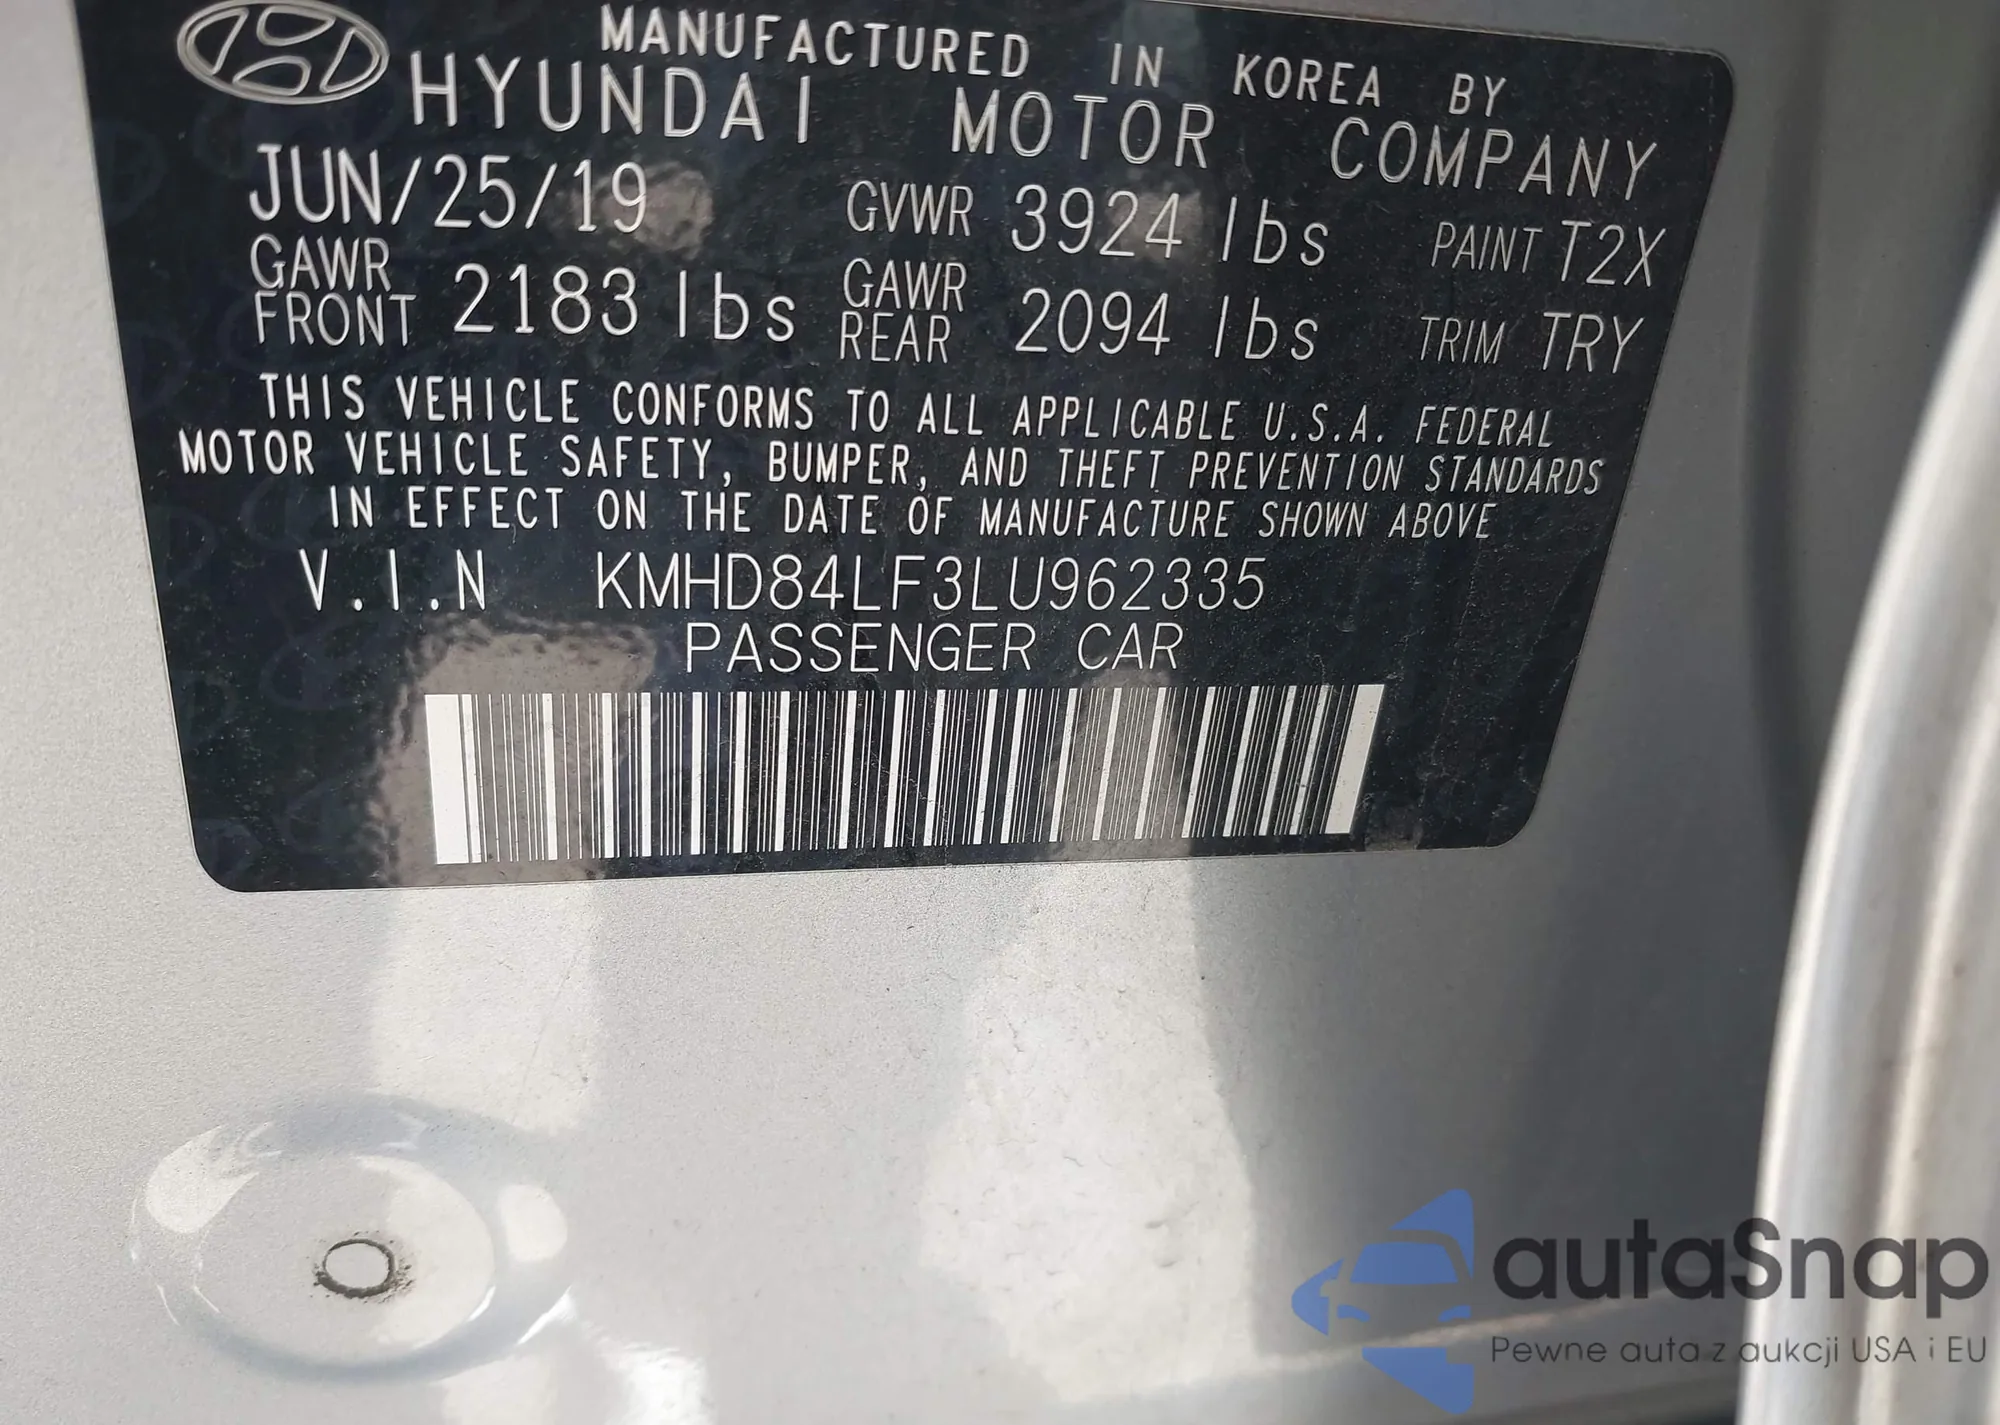 MANUFACTURED IN KOREA BY
HYUNDAI MOTOR COMPANY
JUN/25/19 GVWR 3924 lbs PAINT T2X
GAWR FRONT 2183 lbs GAWR REAR 2094 lbs TRIM TRY
THIS VEHICLE CONFORMS TO ALL APPLICABLE U.S.A. FEDERAL
MOTOR VEHICLE SAFETY, BUMPER, AND THEFT PREVENTION STANDARDS
IN EFFECT ON THE DATE OF MANUFACTURE SHOWN ABOVE
V.I.N KMHD84LF3LU962335
PASSENGER CAR
autaSnap
Pewne auta z aukcji USA i EU